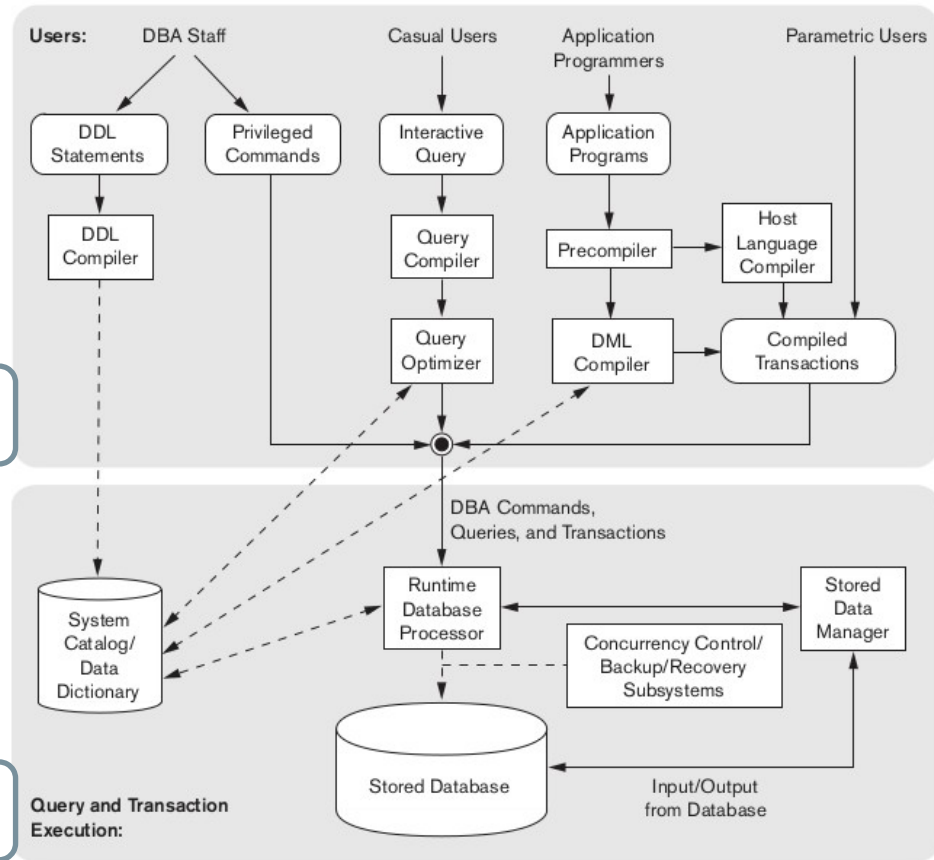 Users:
DBA Staff
Casual Users
Application
Programmers
Parametric Users
DDL
Statements
Privileged
Commands
Interactive
Query
Application
Programs
DDL
Compiler
Query
Compiler
Precompiler
Host
Language
Compiler
Query
Optimizer
DML
Compiler
Compiled
Transactions
DBA Commands,
Queries, and Transactions
System
Catalog/
Data
Dictionary
Runtime
Database
Processor
Stored
Data
Manager
Concurrency Control/
Backup/Recovery
Subsystems
Stored Database
Input/Output
from Database
Query and Transaction
Execution: